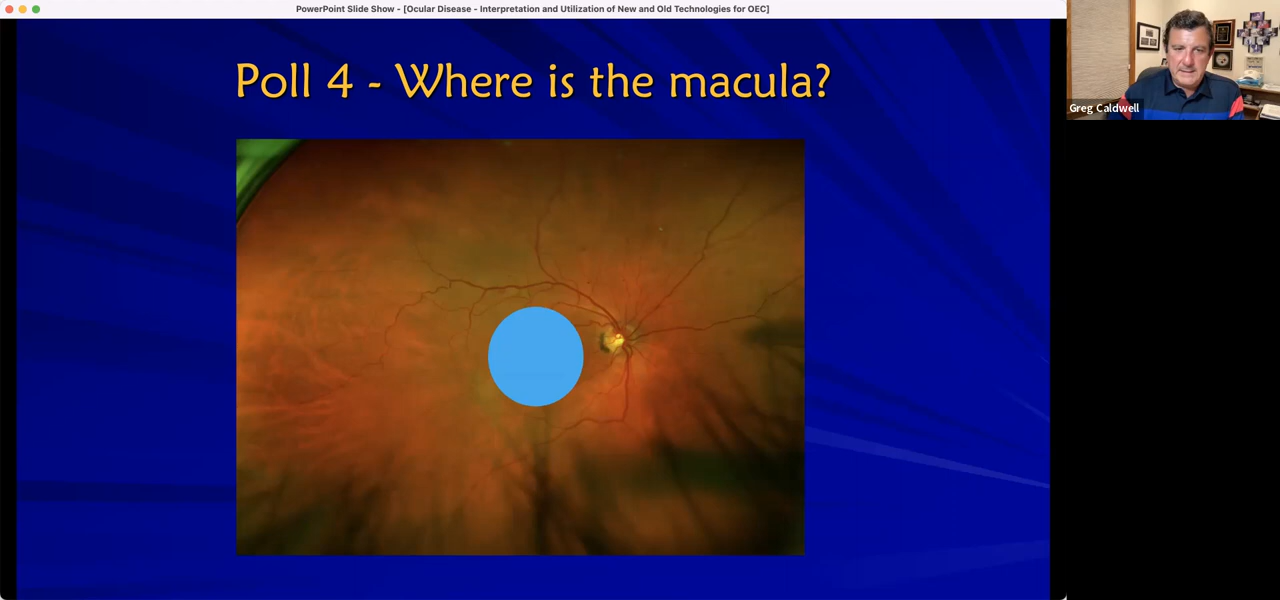 PowerPoint Slide Show - [Ocular Disease - Interpretation and Utilization of New and Old Technologies for OEC]
Poll 4 - Where is the macula?
Greg Caldwell